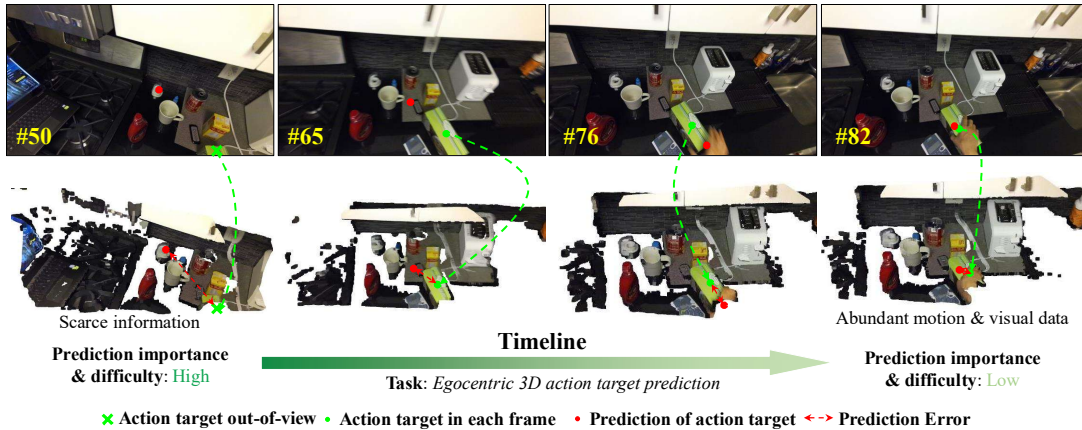 #50
#65
#76
#82
Scarce information
Abundant motion & visual data
Prediction importance
& difficulty: High
Timeline
Task: Egocentric 3D action target prediction
Prediction importance
& difficulty: Low
Action target out-of-view
Action target in each frame
Prediction of action target
Prediction Error